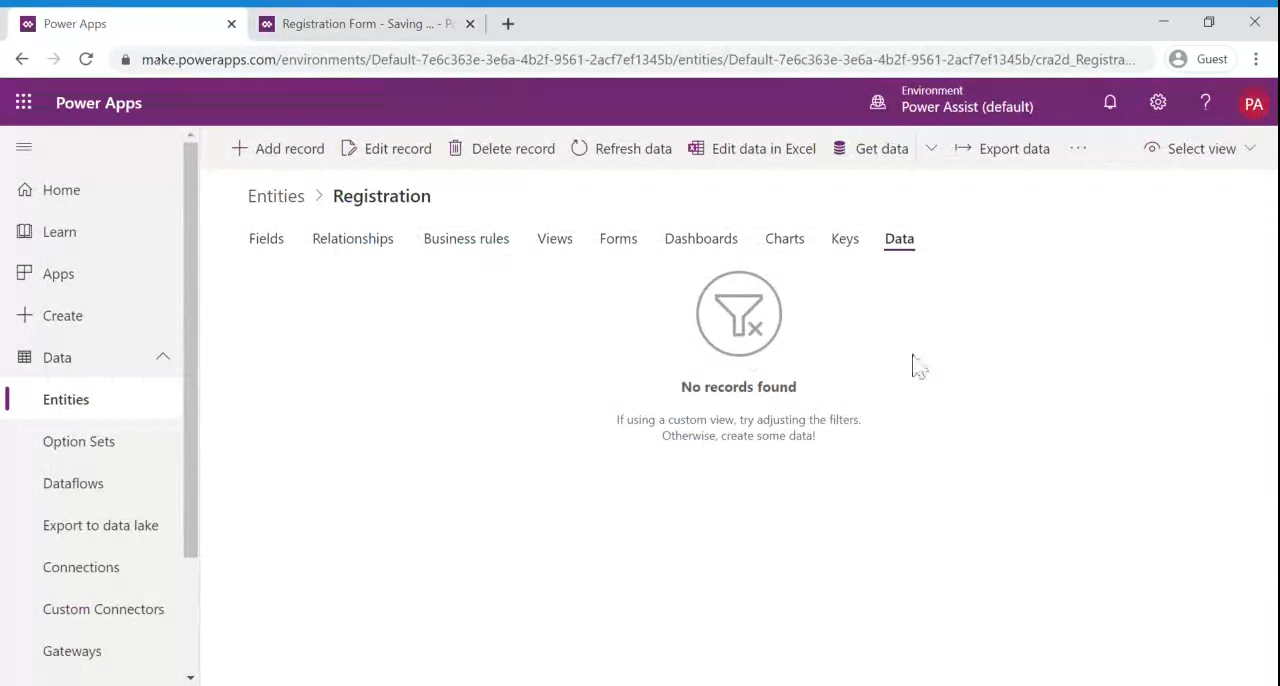 Power Apps
Registration Form - Saving ... - Po
make.powerapps.com/environments/Default-7e6c363e-3e6a-4b2f-9561-2acf7ef1345b/entities/Default-7e6c363e-3e6a-4b2f-9561-2acf7ef1345b/cra2d_Registra...
Guest
Power Apps
Environment
Power Assist (default)
?
PA
Add record
Edit record
Delete record
Refresh data
Edit data in Excel
Get data
Export data
...
Select view
Home
Learn
Apps
Create
Data
Entities
Option Sets
Dataflows
Export to data lake
Connections
Custom Connectors
Gateways
Entities > Registration
Fields Relationships Business rules Views Forms Dashboards Charts Keys Data
No records found
If using a custom view, try adjusting the filters.
Otherwise, create some data!